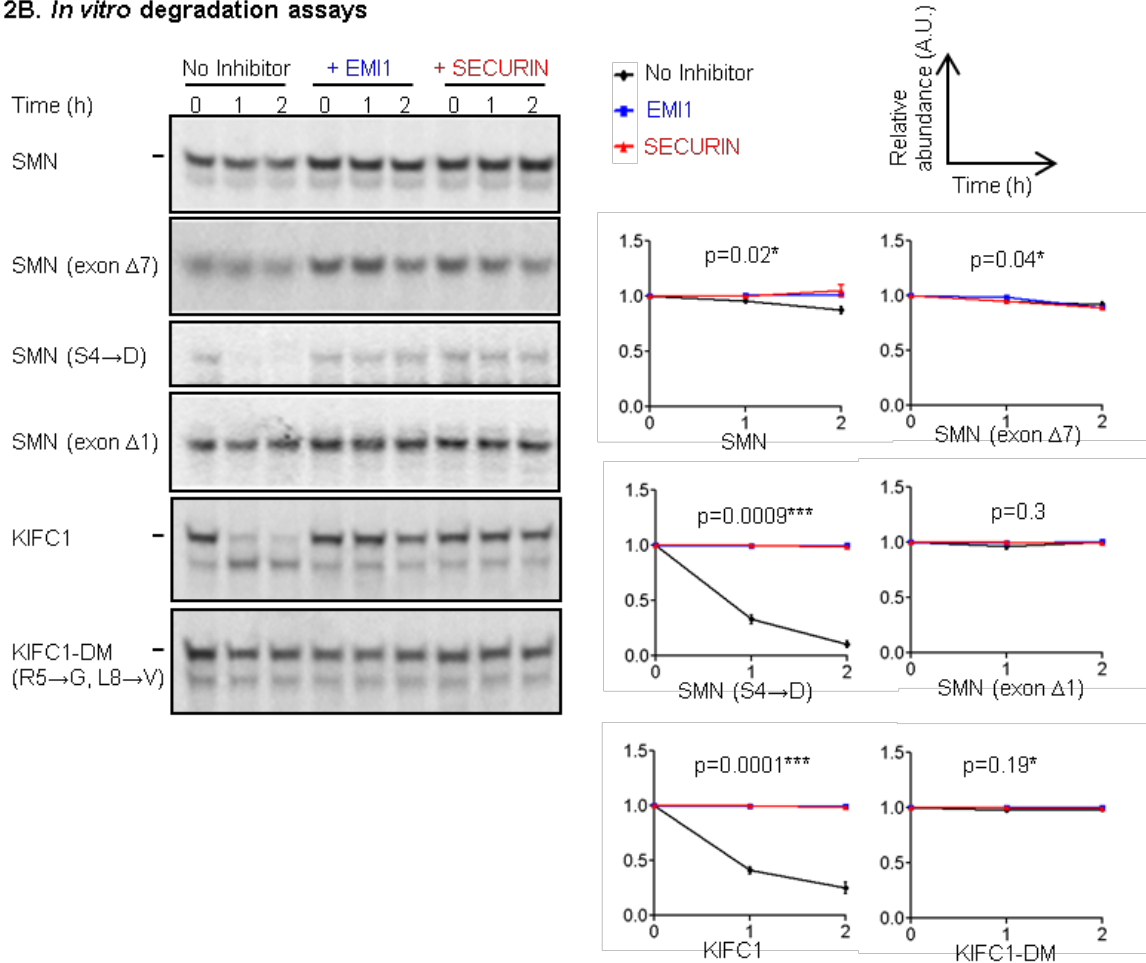 2B. In vitro degradation assays
No Inhibitor + EMI1 + SECURIN
Time (h) 0 1 2 0 1 2 0 1 2
SMN
SMN (exon Δ7)
SMN (S4→D)
SMN (exon Δ1)
KIFC1
KIFC1-DM
(R5→G, L8→V)
No Inhibitor
EMI1
SECURIN
Relative
abundance (A.U.)
Time (h)
1.5
1.0
0.5
0.0
p=0.02*
0 1 2
SMN
1.5
1.0
0.5
0.0
p=0.04*
0 1 2
SMN (exon Δ7)
1.5
1.0
0.5
0.0
p=0.0009***
0 1 2
SMN (S4→D)
1.5
1.0
0.5
0.0
p=0.3
0 1 2
SMN (exon Δ1)
1.5
1.0
0.5
0.0
p=0.0001***
0 1 2
KIFC1
1.5
1.0
0.5
0.0
p=0.19*
0 1 2
KIFC1-DM